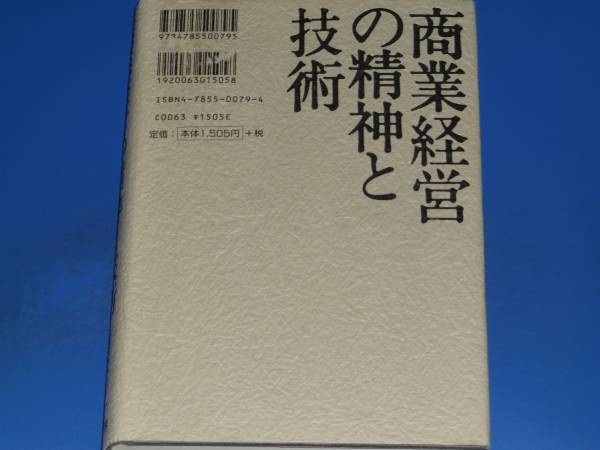 商業経営
の精神と
技術
9784785500795
1920063015058
ISBN4-7855-0079-4
C0063 ¥1505E
定価：本体1,505円+税